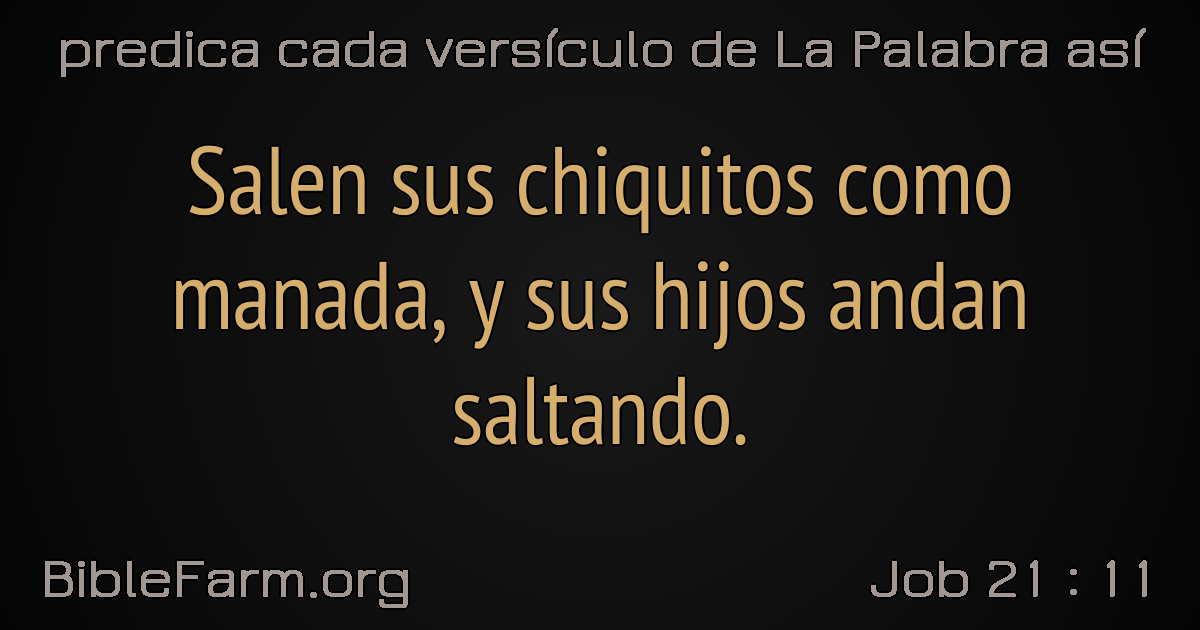 predica cada versículo de La Palabra así
Salen sus chiquitos como
manada, y sus hijos andan
saltando.
BibleFarm.org
Job 21 : 11